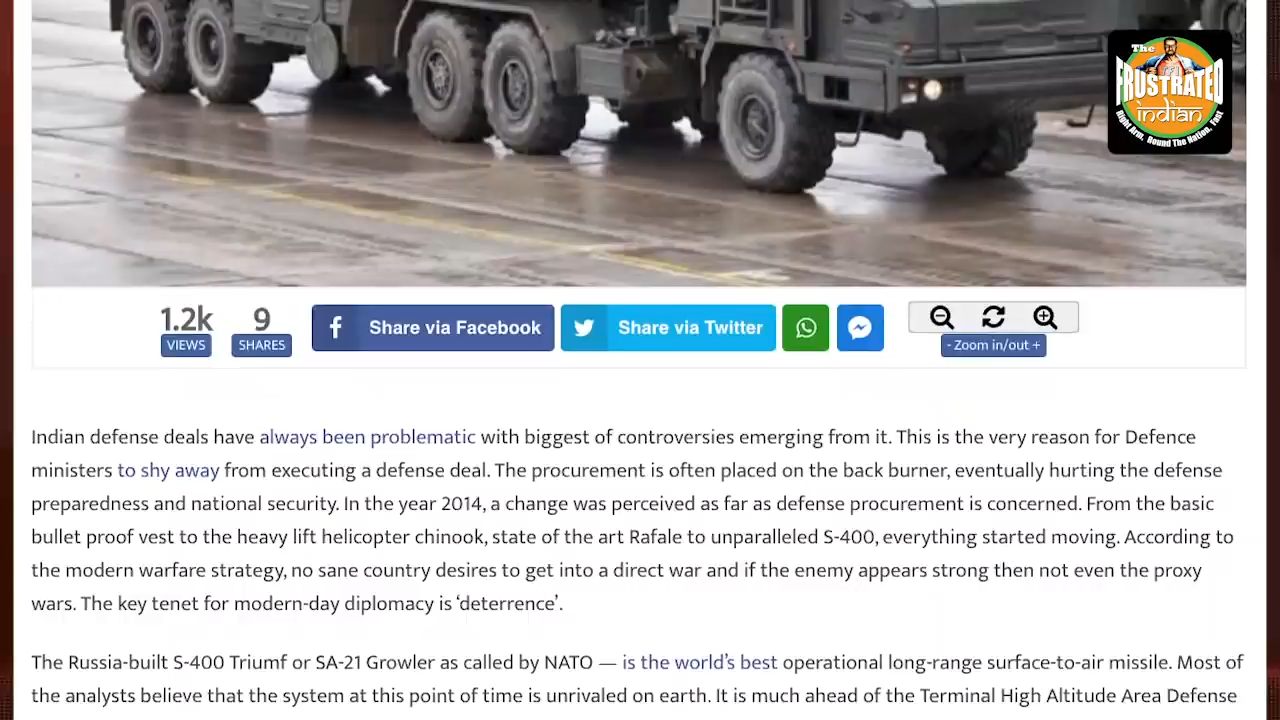 The
FRUSTRATED
indian
Right Arm, Round The Nation, Fast
1.2k
VIEWS
9
SHARES
Share via Facebook
Share via Twitter
- Zoom in/out +
Indian defense deals have always been problematic with biggest of controversies emerging from it. This is the very reason for Defence
ministers to shy away from executing a defense deal. The procurement is often placed on the back burner, eventually hurting the defense
preparedness and national security. In the year 2014, a change was perceived as far as defense procurement is concerned. From the basic
bullet proof vest to the heavy lift helicopter chinook, state of the art Rafale to unparalleled S-400, everything started moving. According to
the modern warfare strategy, no sane country desires to get into a direct war and if the enemy appears strong then not even the proxy
wars. The key tenet for modern-day diplomacy is ‘deterrence’.
The Russia-built S-400 Triumf or SA-21 Growler as called by NATO — is the world’s best operational long-range surface-to-air missile. Most of
the analysts believe that the system at this point of time is unrivaled on earth. It is much ahead of the Terminal High Altitude Area Defense